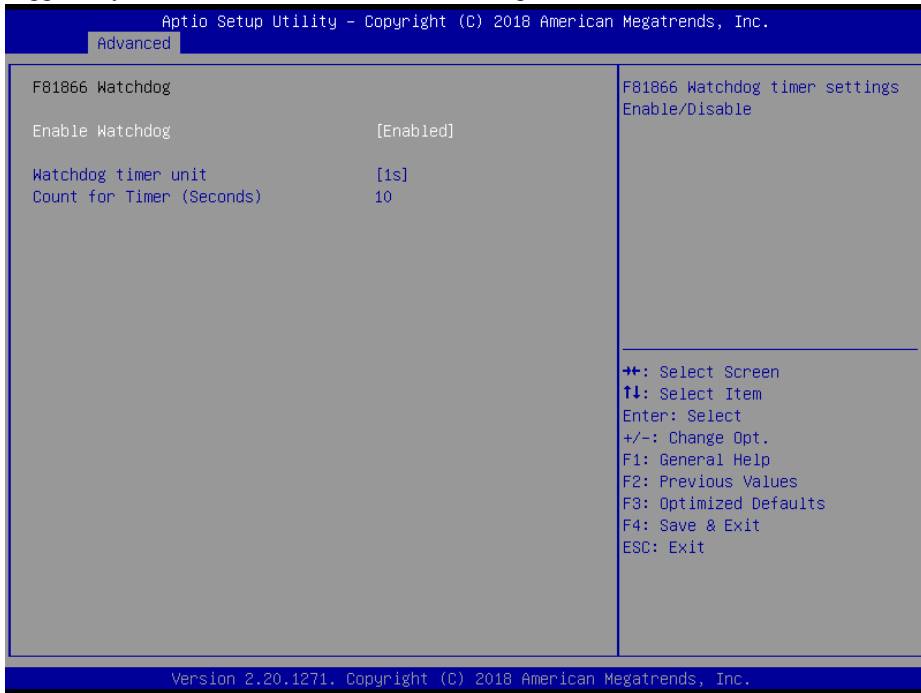 Aptio Setup Utility – Copyright (C) 2018 American Megatrends, Inc.
Advanced
F81866 Watchdog
Enable Watchdog [Enabled]
Watchdog timer unit [1s]
Count for Timer (Seconds) 10
F81866 Watchdog timer settings
Enable/Disable
→←: Select Screen
↑↓: Select Item
Enter: Select
+/-: Change Opt.
F1: General Help
F2: Previous Values
F3: Optimized Defaults
F4: Save & Exit
ESC: Exit
Version 2.20.1271. Copyright (C) 2018 American Megatrends, Inc.